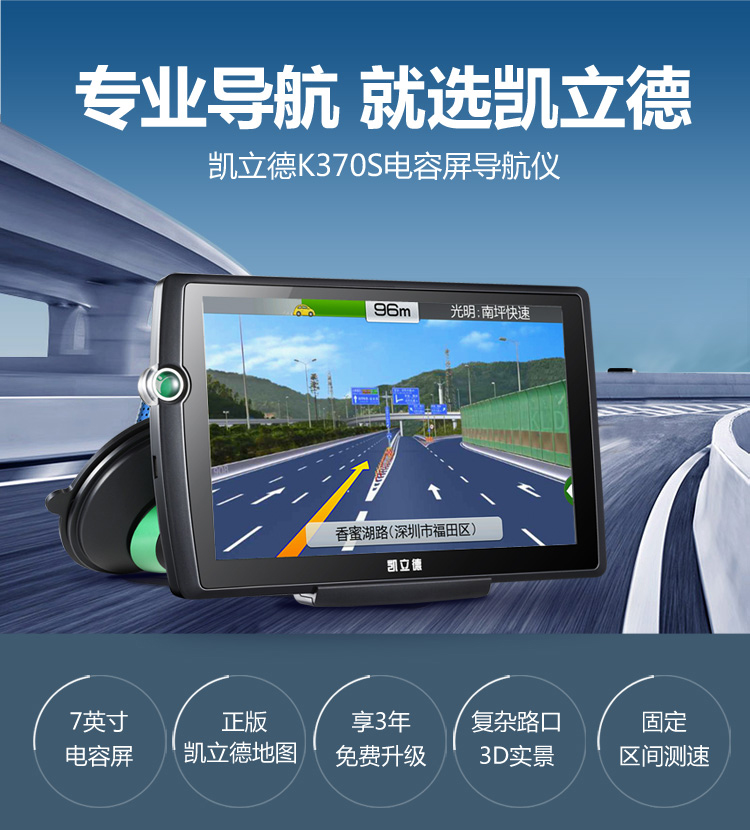 专业导航 就选凯立德
凯立德K370S电容屏导航仪
96m
光明:南坪快速
香蜜湖路(深圳市福田区)
凯立德
7英寸
电容屏
正版
凯立德地图
享3年
免费升级
复杂路口
3D实景
固定
区间测速